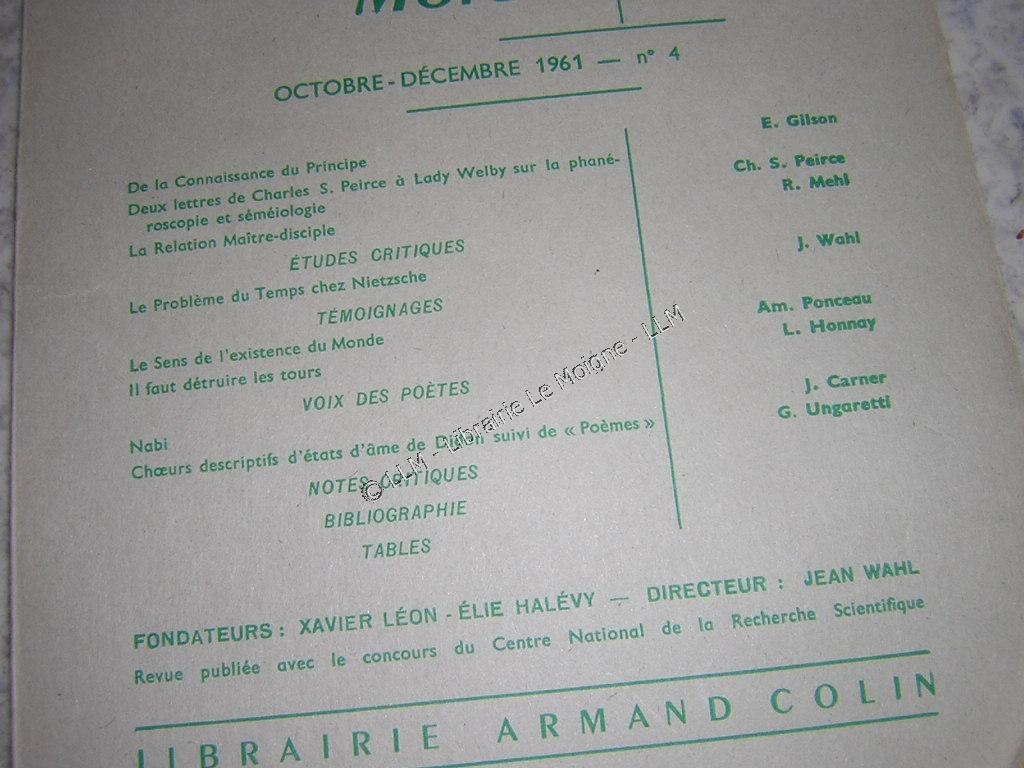 OCTOBRE - DÉCEMBRE 1961 — n° 4
De la Connaissance du Principe E. Gilson
Deux lettres de Charles S. Peirce à Lady Welby sur la phané-
roscopie et séméiologie Ch. S. Peirce
La Relation Maître-disciple R. Mehl
ÉTUDES CRITIQUES
Le Problème du Temps chez Nietzsche J. Wahl
TÉMOIGNAGES
Le Sens de l'existence du Monde Am. Ponceau
Il faut détruire les tours L. Honnay
VOIX DES POÈTES
Nabi J. Carner
Chœurs descriptifs d'états d'âme de Didon suivi de « Poèmes » G. Ungaretti
NOTES CRITIQUES
BIBLIOGRAPHIE
TABLES
© LLM - Librairie Le Moigne - LLM
FONDATEURS : XAVIER LÉON - ÉLIE HALÉVY — DIRECTEUR : JEAN WAHL
Revue publiée avec le concours du Centre National de la Recherche Scientifique
LIBRAIRIE ARMAND COLIN